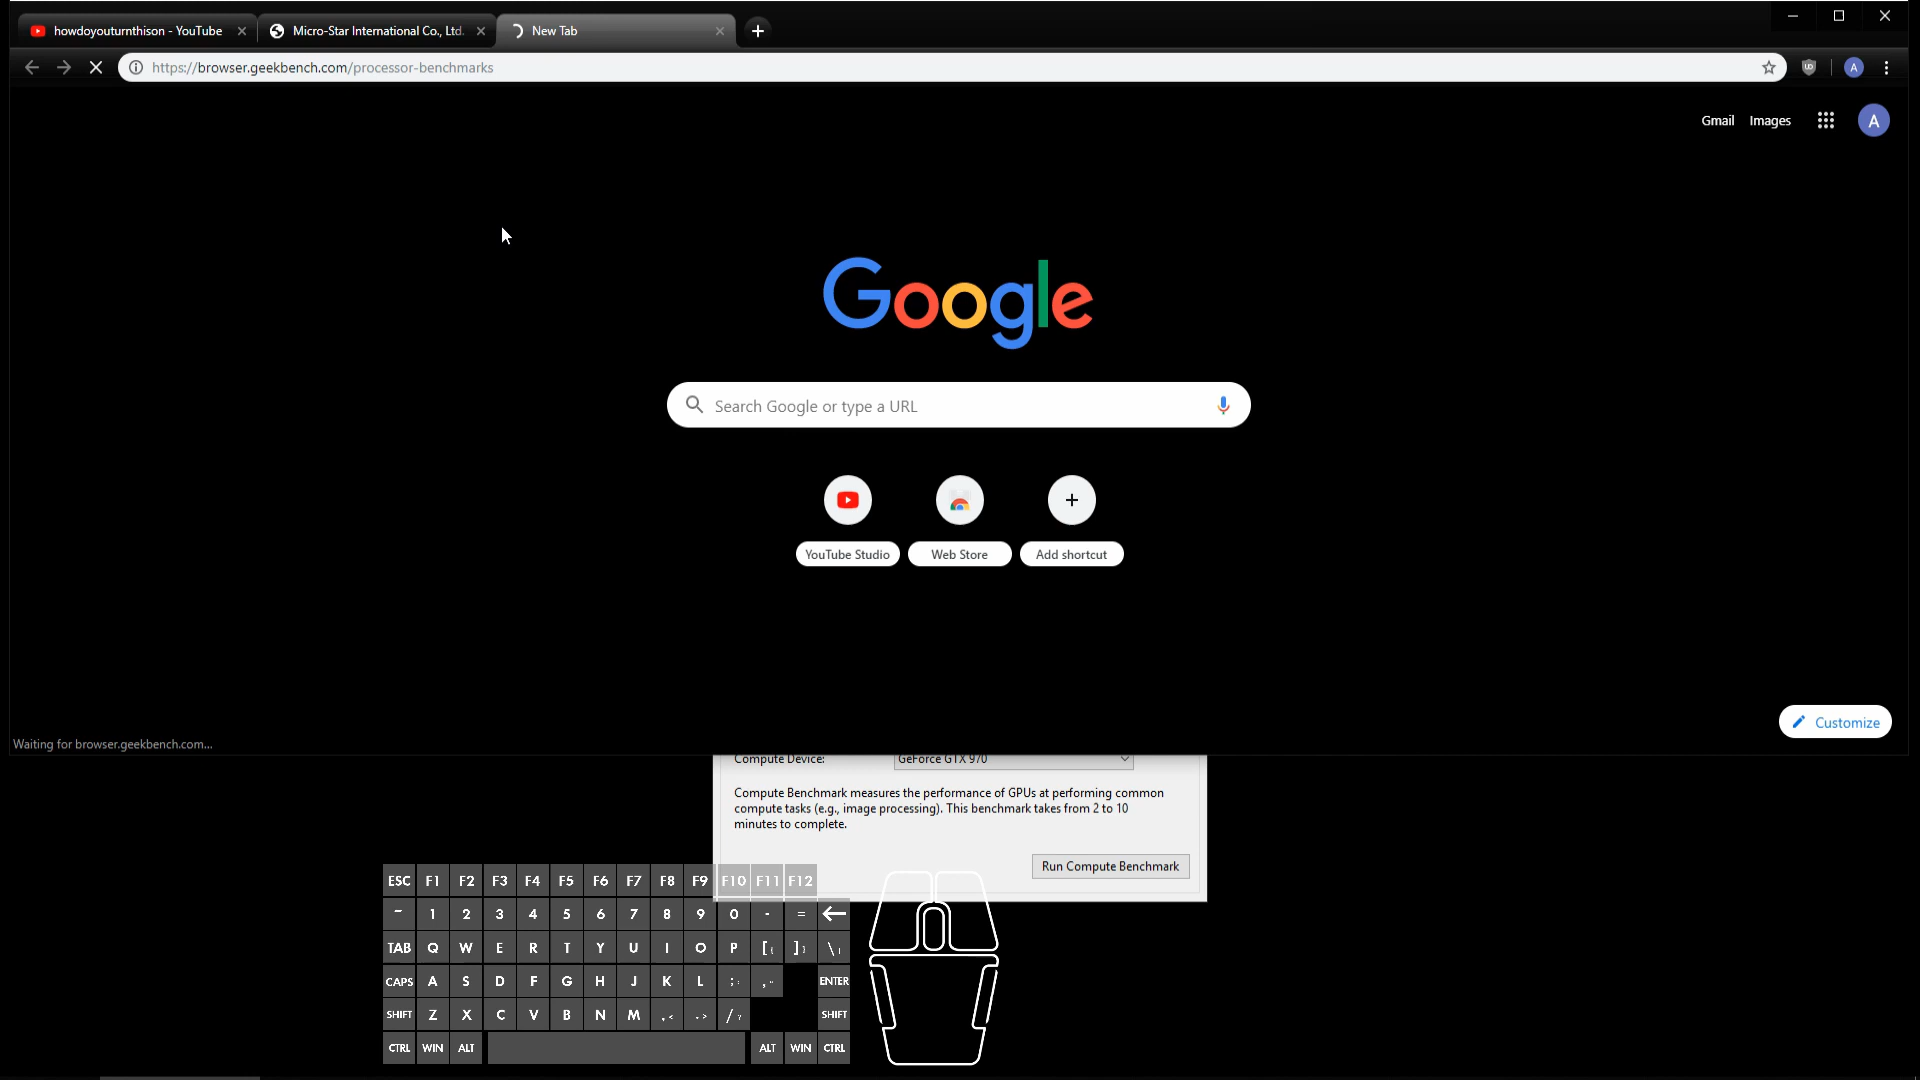 howdoyouturnthison - YouTube
Micro-Star International Co., Ltd.
New Tab
https://browser.geekbench.com/processor-benchmarks
UD
A
Gmail
Images
A
Google
Search Google or type a URL
YouTube Studio
Web Store
Add shortcut
Customize
Waiting for browser.geekbench.com...
Compute Device:
GeForce GTX 970
Compute Benchmark measures the performance of GPUs at performing common
compute tasks (e.g., image processing). This benchmark takes from 2 to 10
minutes to complete.
Run Compute Benchmark
ESC F1 F2 F3 F4 F5 F6 F7 F8 F9 F10 F11 F12
~ 1 2 3 4 5 6 7 8 9 0 - =
TAB Q W E R T Y U I O P [{ ]} \|
CAPS A S D F G H J K L ;: ," ENTER
SHIFT Z X C V B N M ,< .> /? SHIFT
CTRL WIN ALT ALT WIN CTRL